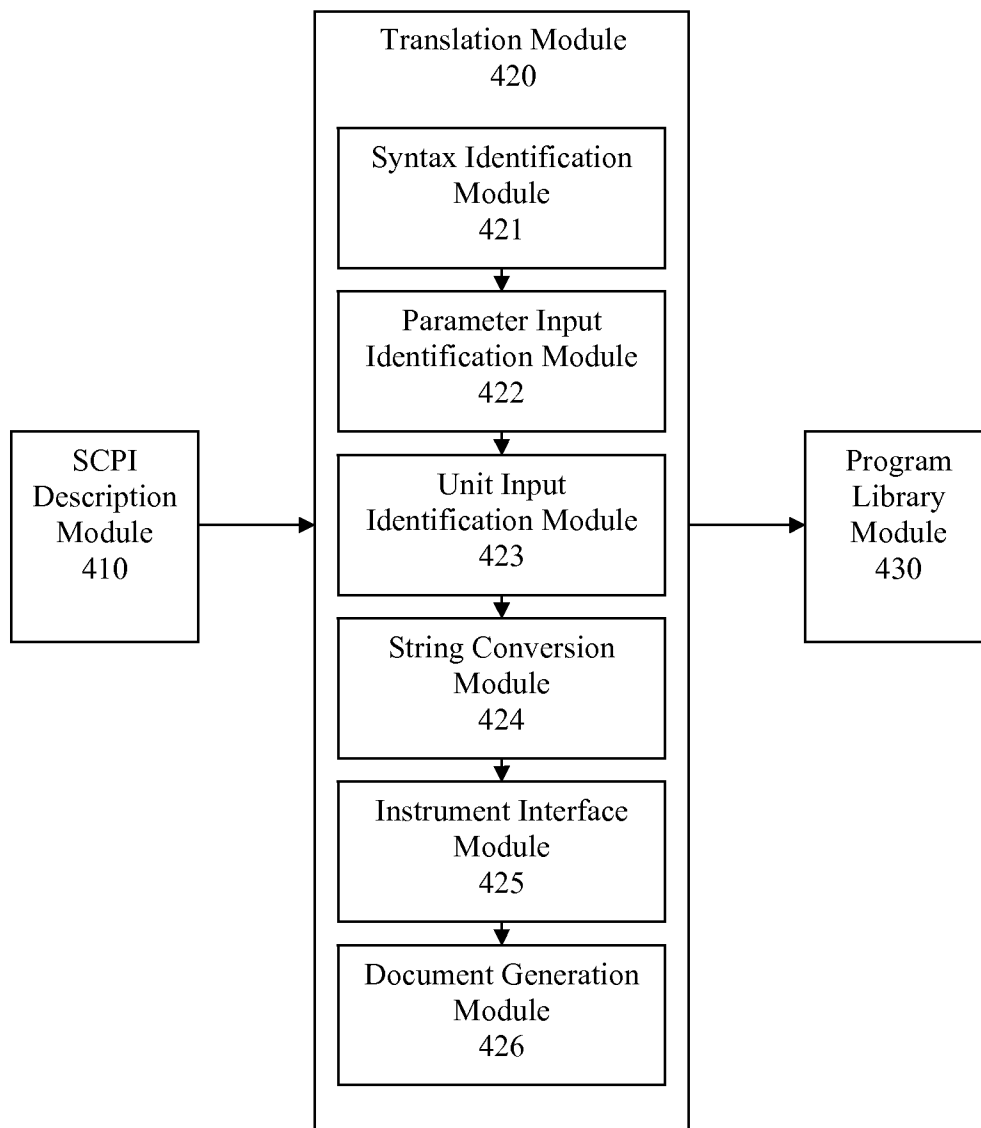 Translation Module
420
Syntax Identification
Module
421
Parameter Input
Identification Module
422
SCPI
Description
Module
410
Unit Input
Identification Module
423
Program
Library
Module
430
String Conversion
Module
424
Instrument Interface
Module
425
Document Generation
Module
426